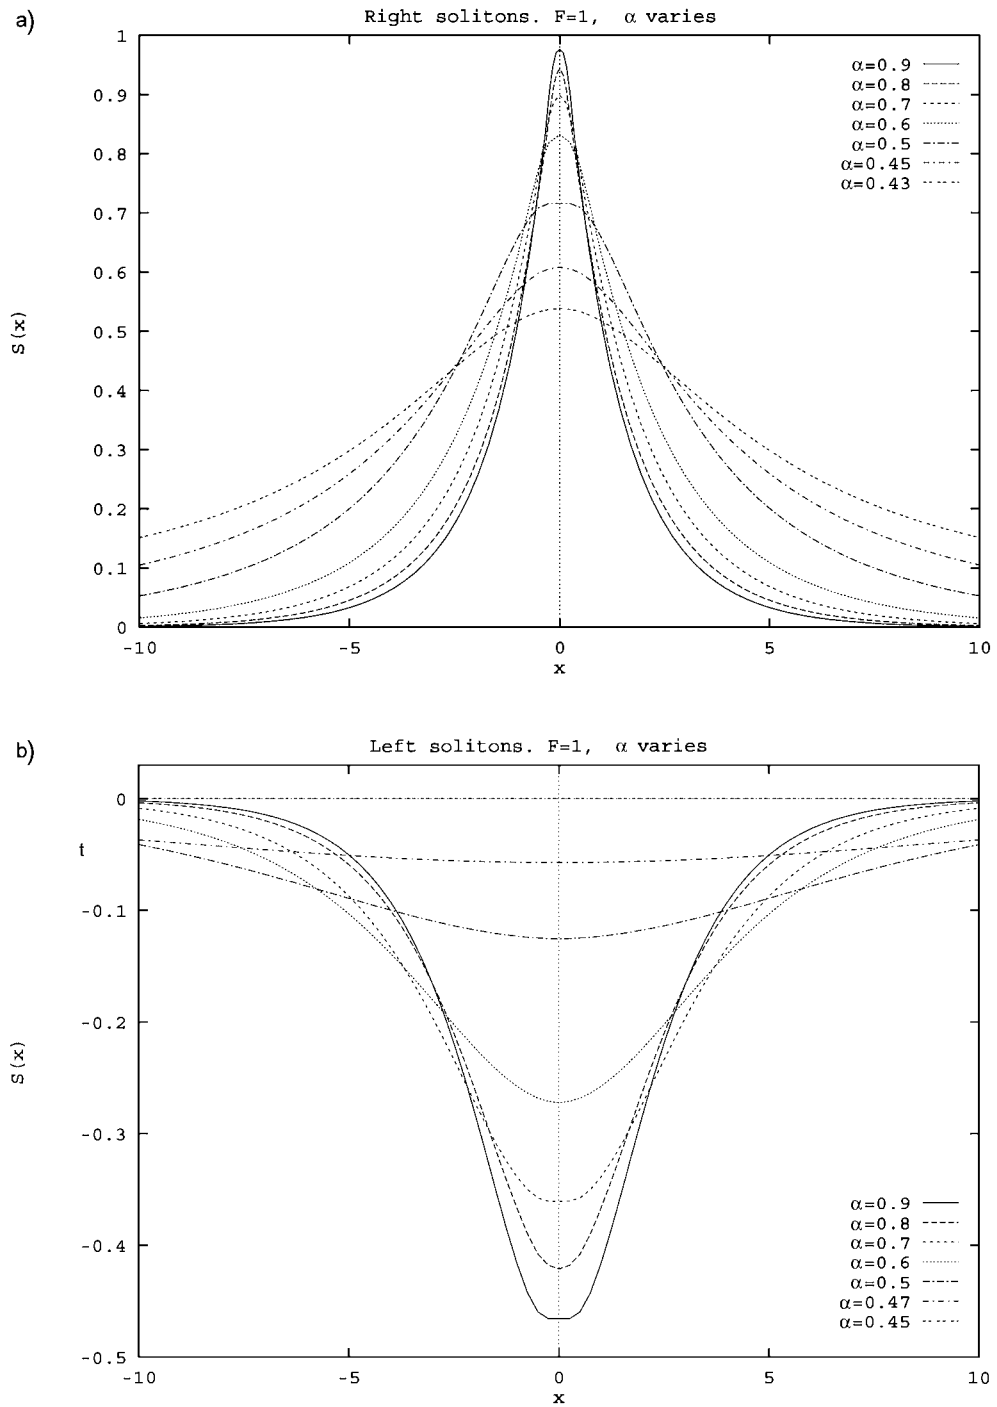 a)
Right solitons. F=1, α varies
1
0.9
0.8
0.7
0.6
0.5
0.4
0.3
0.2
0.1
0
S(x)
α=0.9
α=0.8
α=0.7
α=0.6
α=0.5
α=0.45
α=0.43
-10 -5 0 5 10
x
b)
Left solitons. F=1, α varies
0
t
-0.1
-0.2
-0.3
-0.4
-0.5
S(x)
α=0.9
α=0.8
α=0.7
α=0.6
α=0.5
α=0.47
α=0.45
-10 -5 0 5 10
x